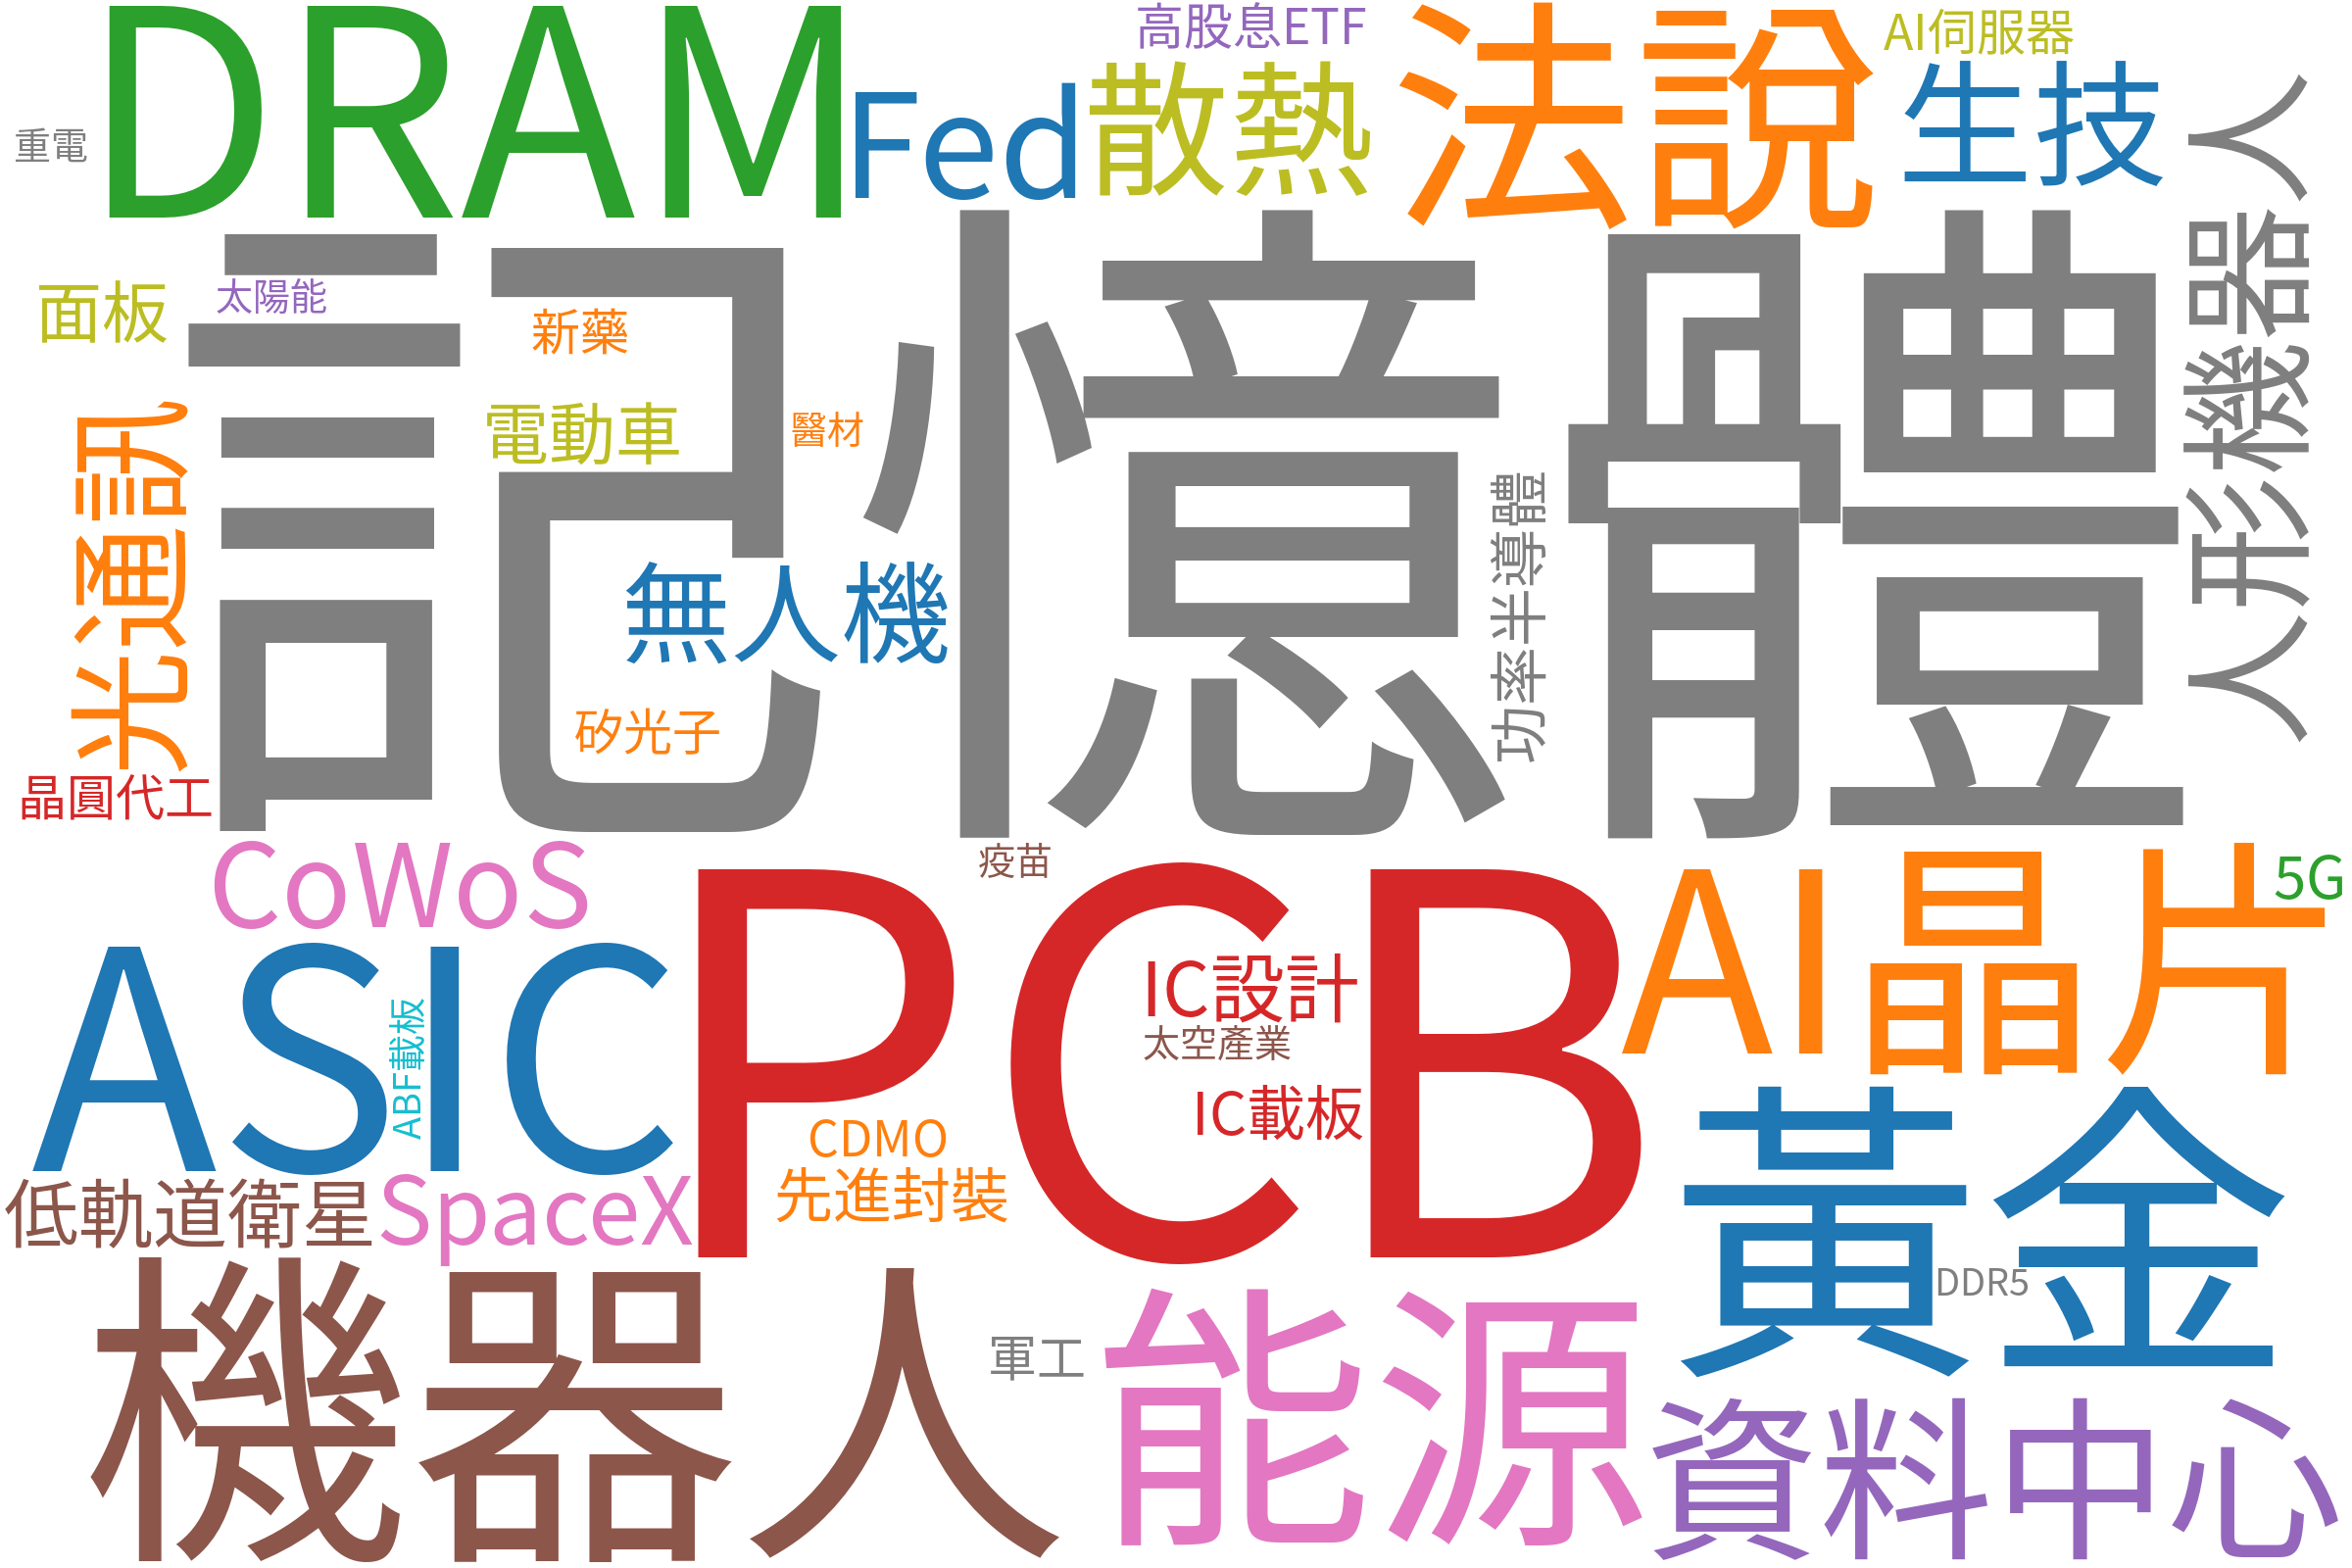 DRAM
高股息ETF
法說
AI伺服器
Fed
散熱
生技
重電
記憶體
人形機器人
面板
太陽能
新藥
電動車
醫材
光通訊
功率半導體
無人機
矽光子
晶圓代工
CoWoS
疫苗
PCB
AI晶片
5G
ASIC
ABF載板
IC設計
太空產業
IC載板
CDMO
先進封裝
黃金
低軌道衛星
SpaceX
DDR5
機器人
軍工
能源
資料中心